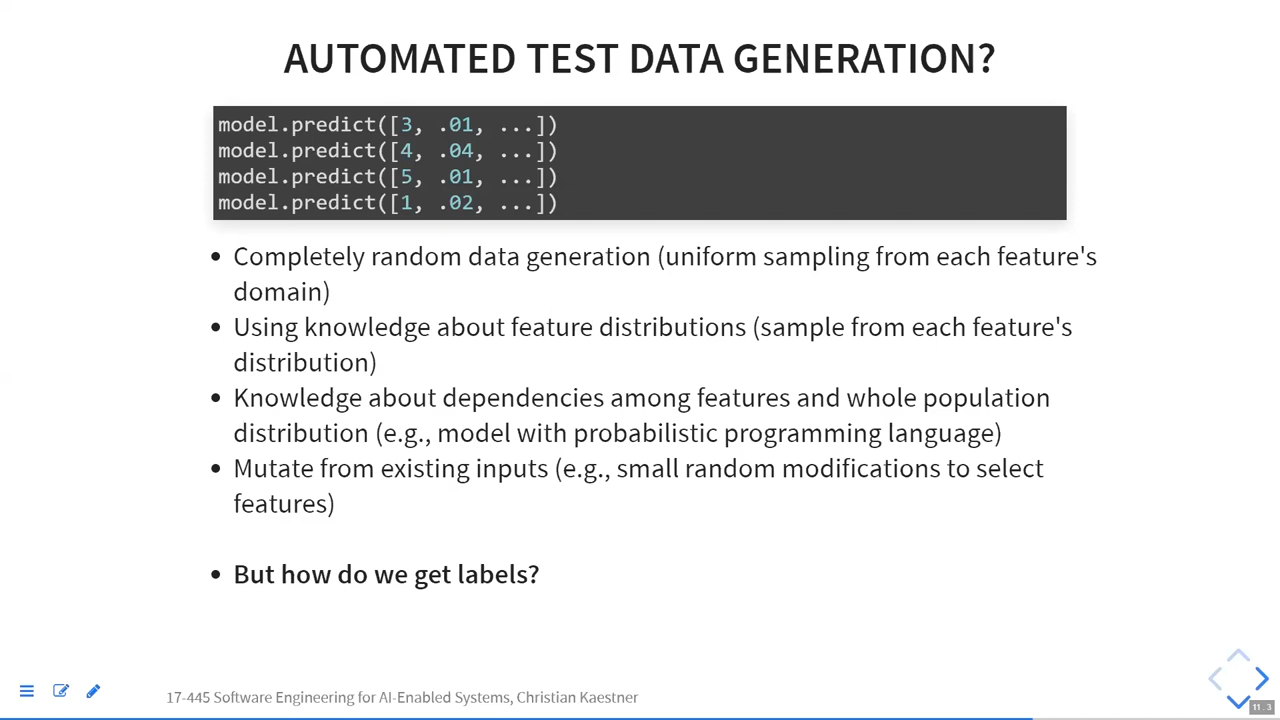 AUTOMATED TEST DATA GENERATION?
model.predict([3, .01, ...])
model.predict([4, .04, ...])
model.predict([5, .01, ...])
model.predict([1, .02, ...])
• Completely random data generation (uniform sampling from each feature's
domain)
• Using knowledge about feature distributions (sample from each feature's
distribution)
• Knowledge about dependencies among features and whole population
distribution (e.g., model with probabilistic programming language)
• Mutate from existing inputs (e.g., small random modifications to select
features)
• But how do we get labels?
17-445 Software Engineering for AI-Enabled Systems, Christian Kaestner
11.3